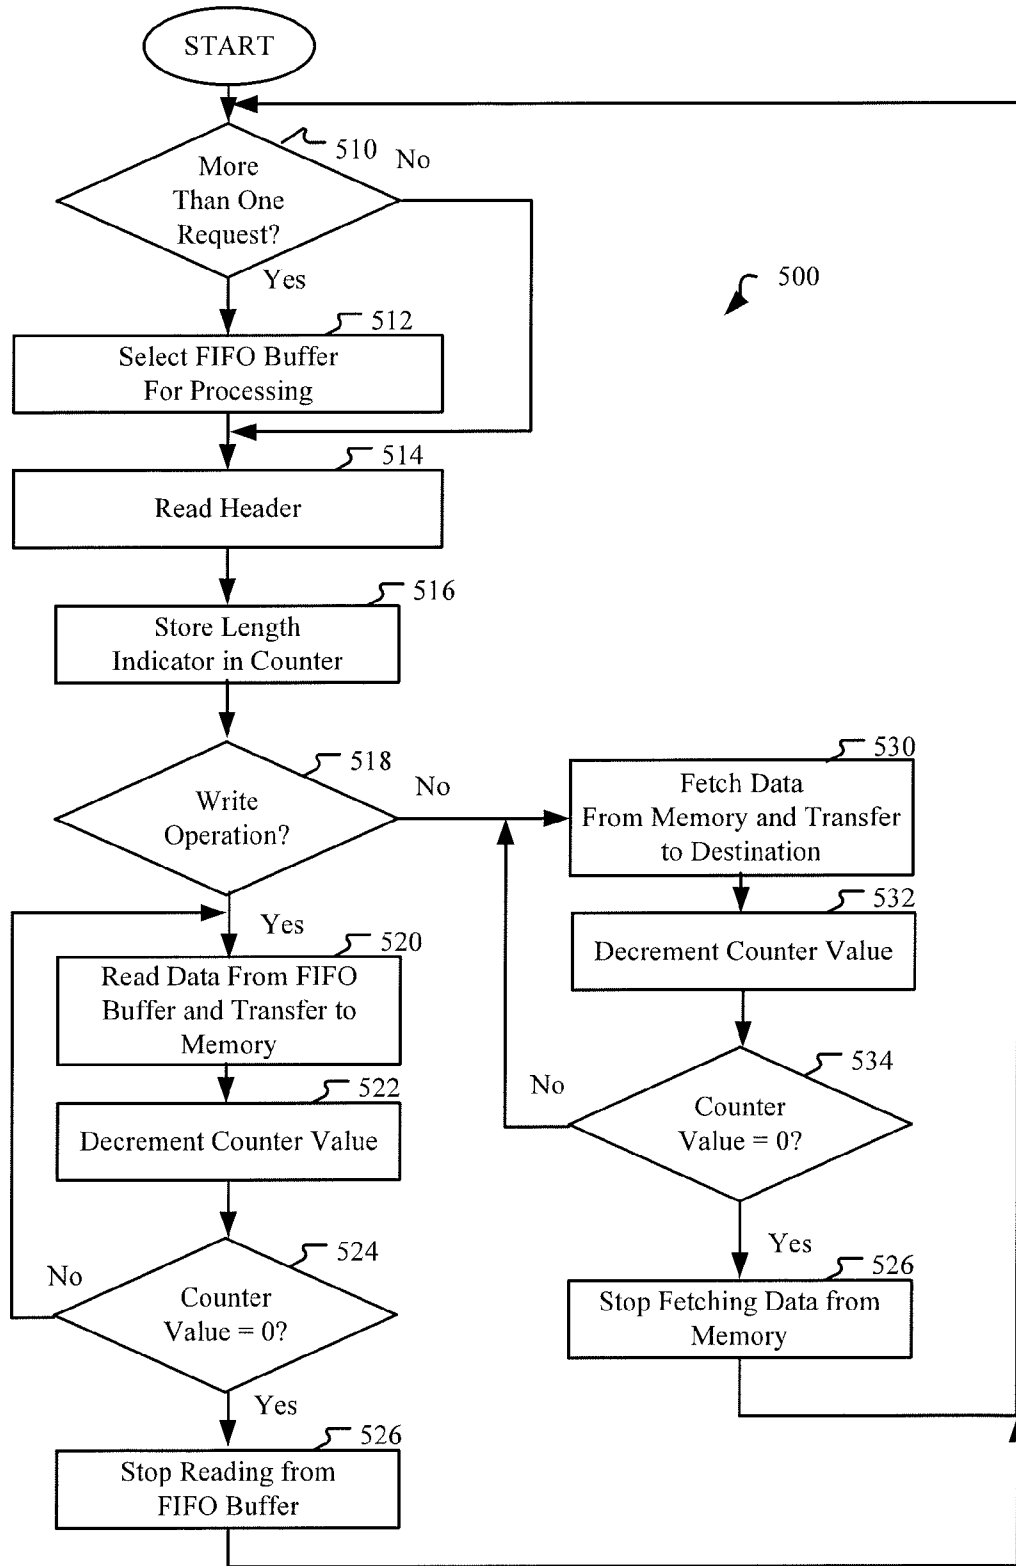 START
510
No
More
Than One
Request?
Yes
500
512
Select FIFO Buffer
For Processing
514
Read Header
516
Store Length
Indicator in Counter
518
No
Write
Operation?
Yes
520
Read Data From FIFO
Buffer and Transfer to
Memory
522
Decrement Counter Value
524
No
Counter
Value = 0?
Yes
526
Stop Reading from
FIFO Buffer
530
Fetch Data
From Memory and Transfer
to Destination
532
Decrement Counter Value
534
No
Counter
Value = 0?
Yes
526
Stop Fetching Data from
Memory